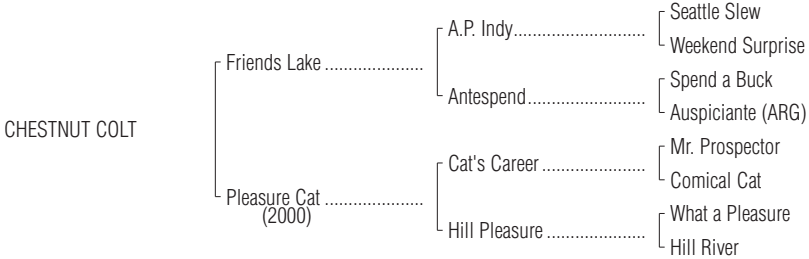 Seattle Slew
A.P. Indy..............................
Weekend Surprise
Friends Lake ......................
Spend a Buck
Antespend...........................
Auspiciante (ARG)
CHESTNUT COLT
Mr. Prospector
Cat's Career ........................
Comical Cat
Pleasure Cat ......................
(2000)
What a Pleasure
Hill Pleasure .......................
Hill River